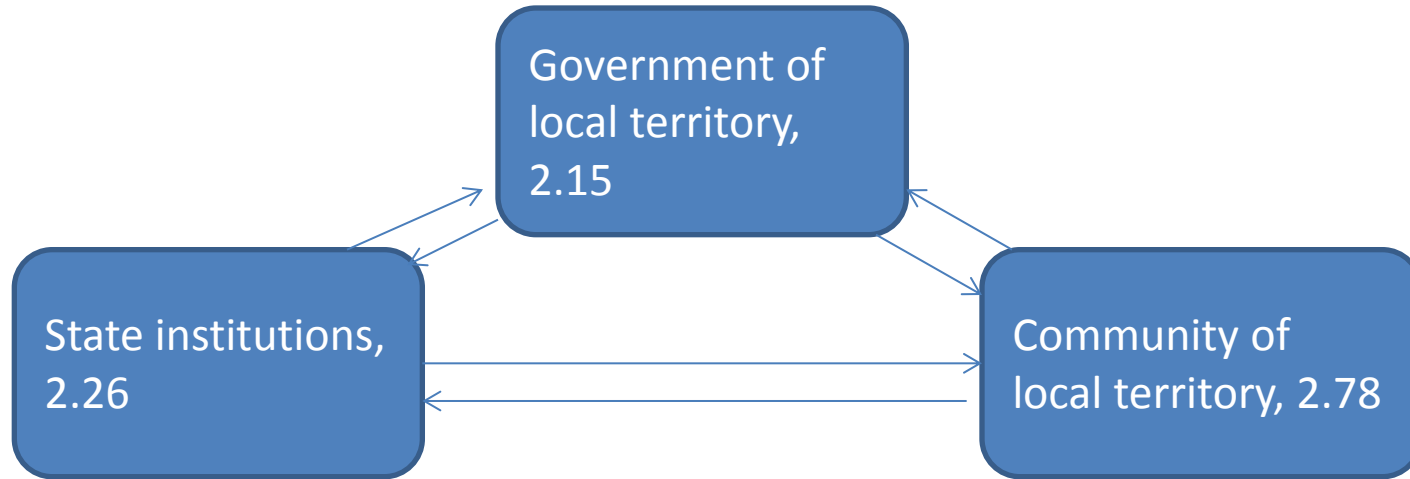 Government of
local territory,
2.15
State institutions,
2.26
Community of
local territory, 2.78